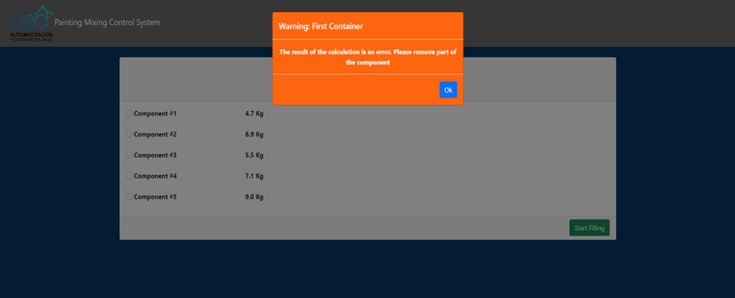 Painting Mixing Control System
AUTOMATIZACIÓN
Warning: First Container
The result of the calculation is an error. Please remove part of
the component
Ok
Component #1 4.7 Kg
Component #2 8.9 Kg
Component #3 5.5 Kg
Component #4 7.1 Kg
Component #5 9.0 Kg
Start Filling